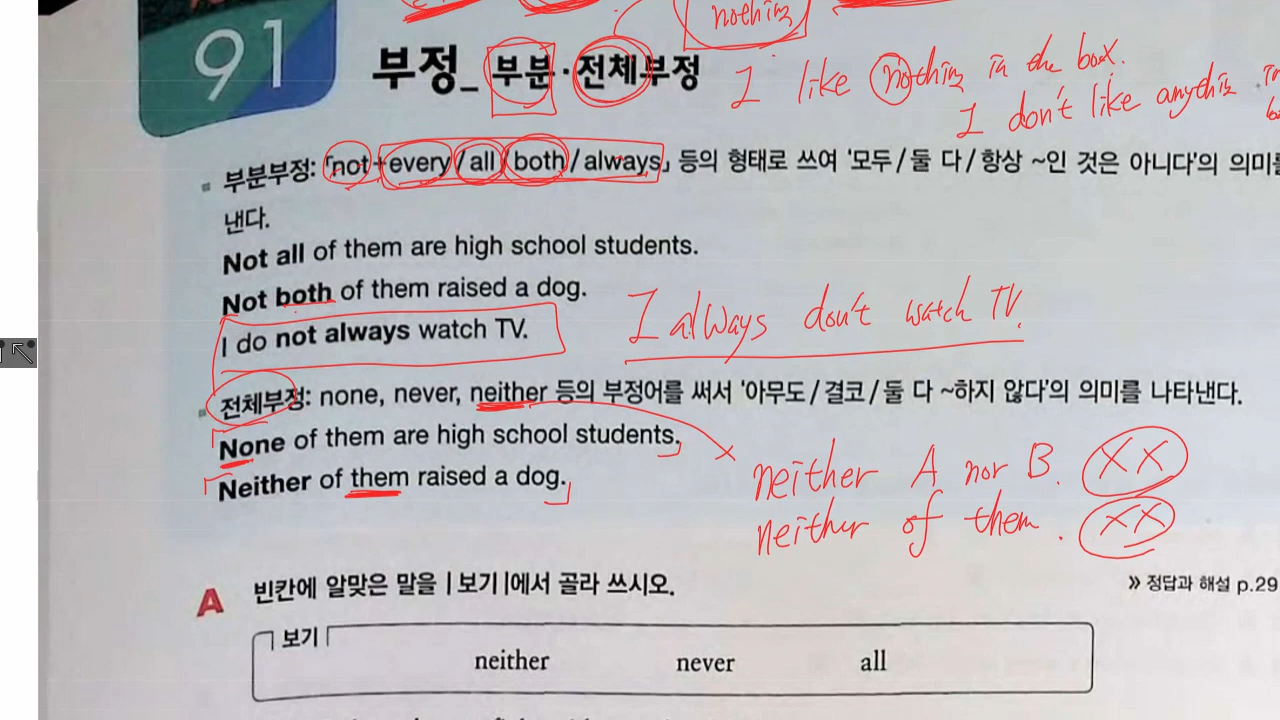 nothing
91
부정_ 부분·전체부정
I like nothing in the box.
I don't like anything in
부분부정: 「not+every/all/both/always」 등의 형태로 쓰여 '모두/둘 다/항상 ~인 것은 아니다'의 의미를
낸다.
Not all of them are high school students.
Not both of them raised a dog.
I do not always watch TV.
I always don't watch TV.
전체부정: none, never, neither 등의 부정어를 써서 '아무도/결코/둘 다 ~하지 않다'의 의미를 나타낸다.
None of them are high school students.
Neither of them raised a dog.
neither A nor B. XX
neither of them. XX
A 빈칸에 알맞은 말을 |보기|에서 골라 쓰시오.
» 정답과 해설 p.29
보기
neither never all